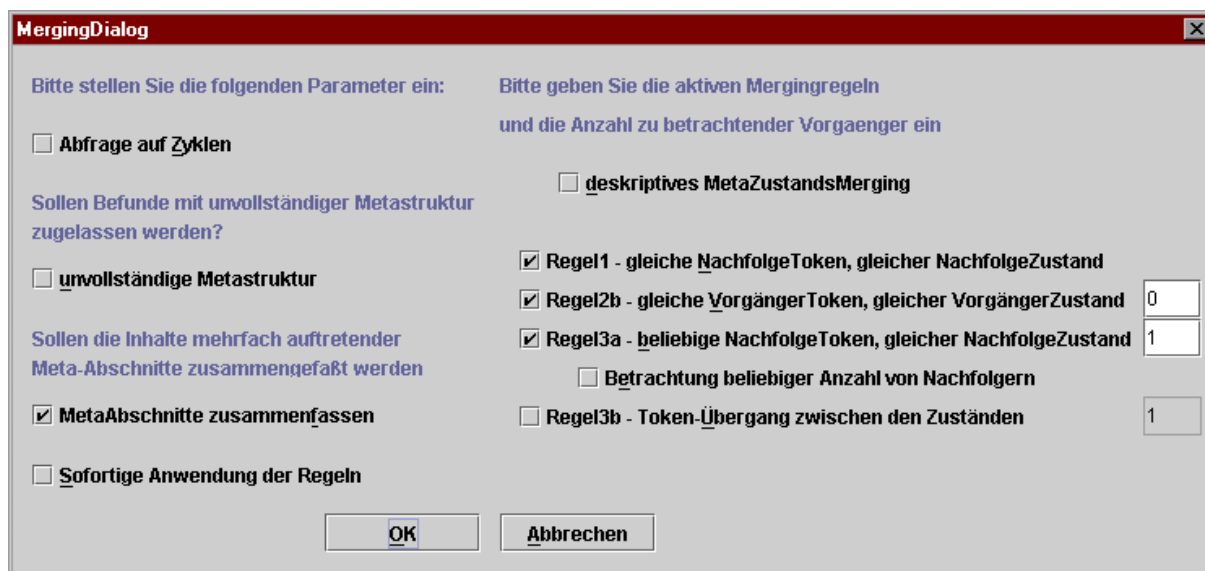 MergingDialog
Bitte stellen Sie die folgenden Parameter ein:
Abfrage auf Zyklen
Sollen Befunde mit unvollständiger Metastruktur
zugelassen werden?
unvollständige Metastruktur
Sollen die Inhalte mehrfach auftretender
Meta-Abschnitte zusammengefaßt werden
MetaAbschnitte zusammenfassen
Sofortige Anwendung der Regeln
Bitte geben Sie die aktiven Mergingregeln
und die Anzahl zu betrachtender Vorgaenger ein
deskriptives MetaZustandsMerging
Regel1 - gleiche NachfolgeToken, gleicher NachfolgeZustand
Regel2b - gleiche VorgängerToken, gleicher VorgängerZustand 0
Regel3a - beliebige NachfolgeToken, gleicher NachfolgeZustand 1
Betrachtung beliebiger Anzahl von Nachfolgern
Regel3b - Token-Übergang zwischen den Zuständen 1
OK Abbrechen